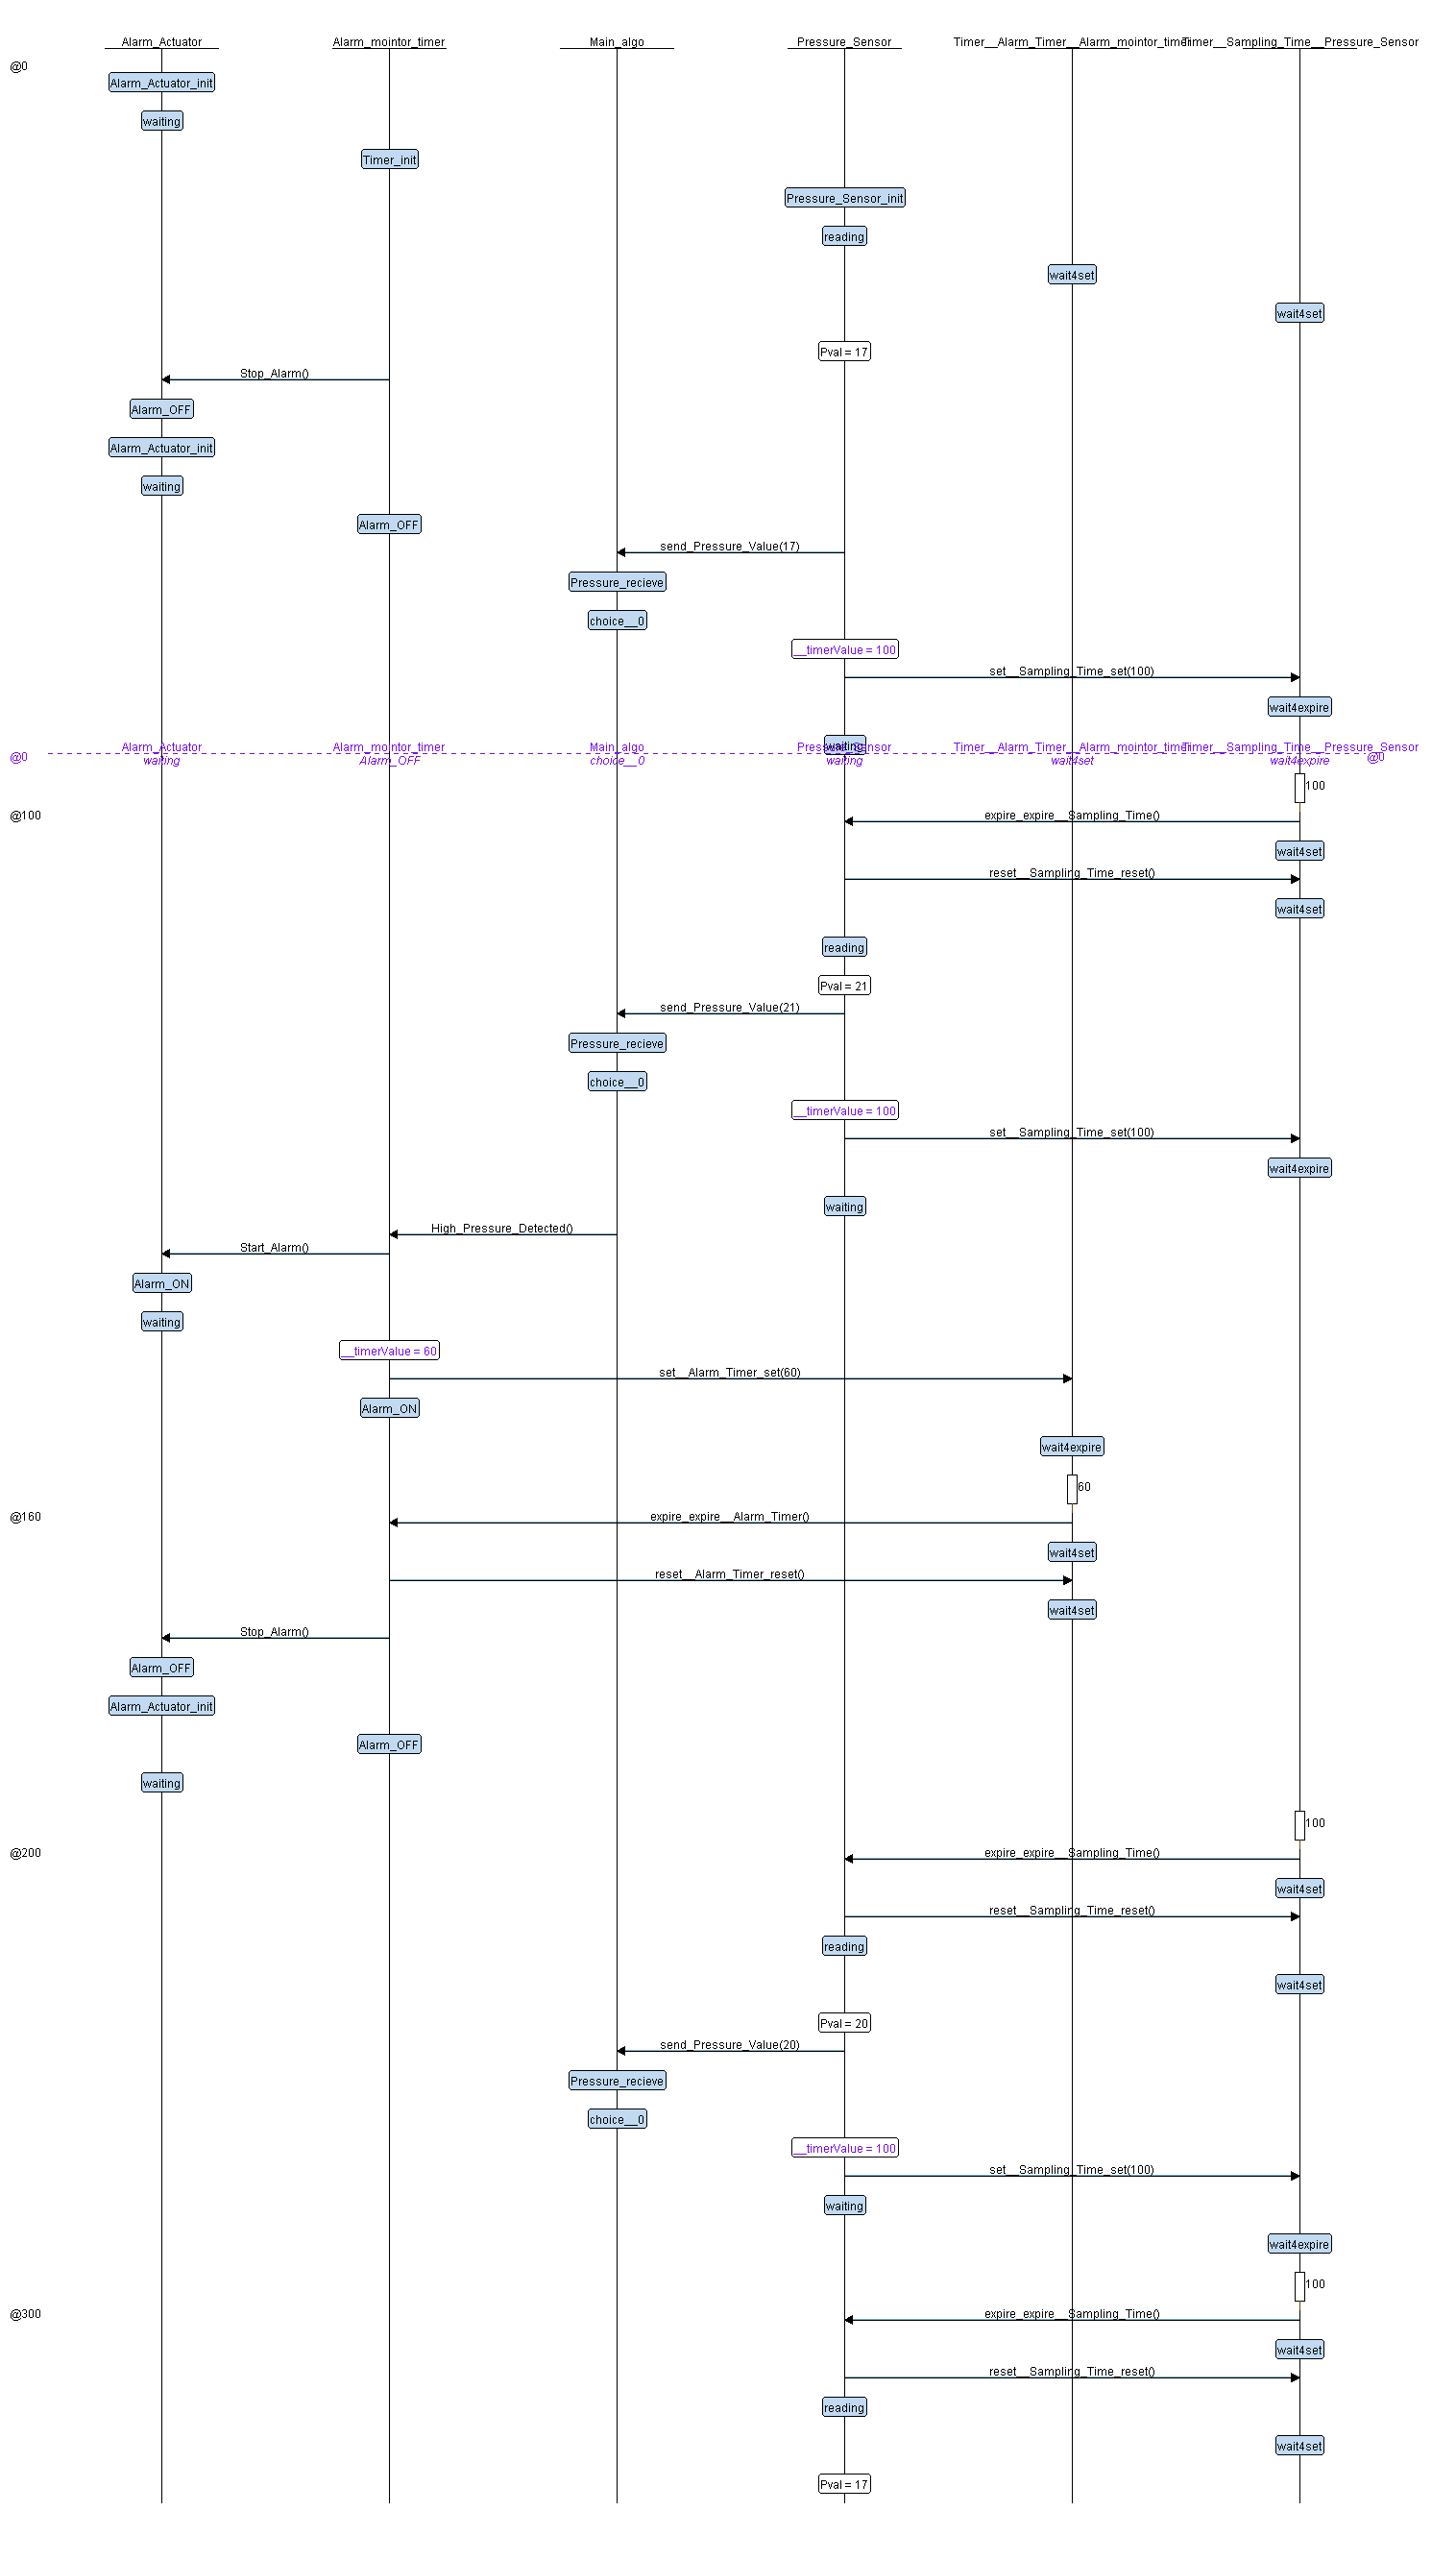 Alarm_Actuator Alarm_mointor_timer Main_algo Pressure_Sensor Timer__Alarm_Timer__Alarm_mointor_timer Timer__Sampling_Time__Pressure_Sensor
@0
Alarm_Actuator_init
waiting
Timer_init
Pressure_Sensor_init
reading
wait4set
wait4set
Pval = 17
Stop_Alarm()
Alarm_OFF
Alarm_Actuator_init
waiting
Alarm_OFF
send_Pressure_Value(17)
Pressure_recieve
choice__0
__timerValue = 100
set__Sampling_Time_set(100)
wait4expire
waiting
Alarm_Actuator Alarm_mointor_timer Main_algo Pressure_Sensor Timer__Alarm_Timer__Alarm_mointor_timer Timer__Sampling_Time__Pressure_Sensor
@0 waiting Alarm_OFF choice__0 waiting wait4set wait4expire @0
100
@100
expire_expire__Sampling_Time()
wait4set
reset__Sampling_Time_reset()
wait4set
reading
Pval = 21
send_Pressure_Value(21)
Pressure_recieve
choice__0
__timerValue = 100
set__Sampling_Time_set(100)
wait4expire
waiting
High_Pressure_Detected()
Start_Alarm()
Alarm_ON
waiting
__timerValue = 60
set__Alarm_Timer_set(60)
Alarm_ON
wait4expire
60
@160
expire_expire__Alarm_Timer()
wait4set
reset__Alarm_Timer_reset()
wait4set
Stop_Alarm()
Alarm_OFF
Alarm_Actuator_init
Alarm_OFF
waiting
100
@200
expire_expire__Sampling_Time()
wait4set
reset__Sampling_Time_reset()
reading
wait4set
Pval = 20
send_Pressure_Value(20)
Pressure_recieve
choice__0
__timerValue = 100
set__Sampling_Time_set(100)
waiting
wait4expire
100
@300
expire_expire__Sampling_Time()
wait4set
reset__Sampling_Time_reset()
reading
wait4set
Pval = 17